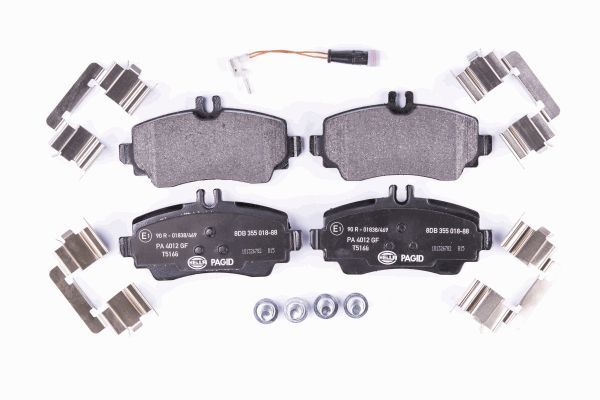 E1 90 R - 01838/469
8DB 355 018-88
PA 4012 GF
T5166
HELLA PAGID
E1 90 R - 01838/469
8DB 355 018-88
PA 4012 GF
T5166
HELLA PAGID